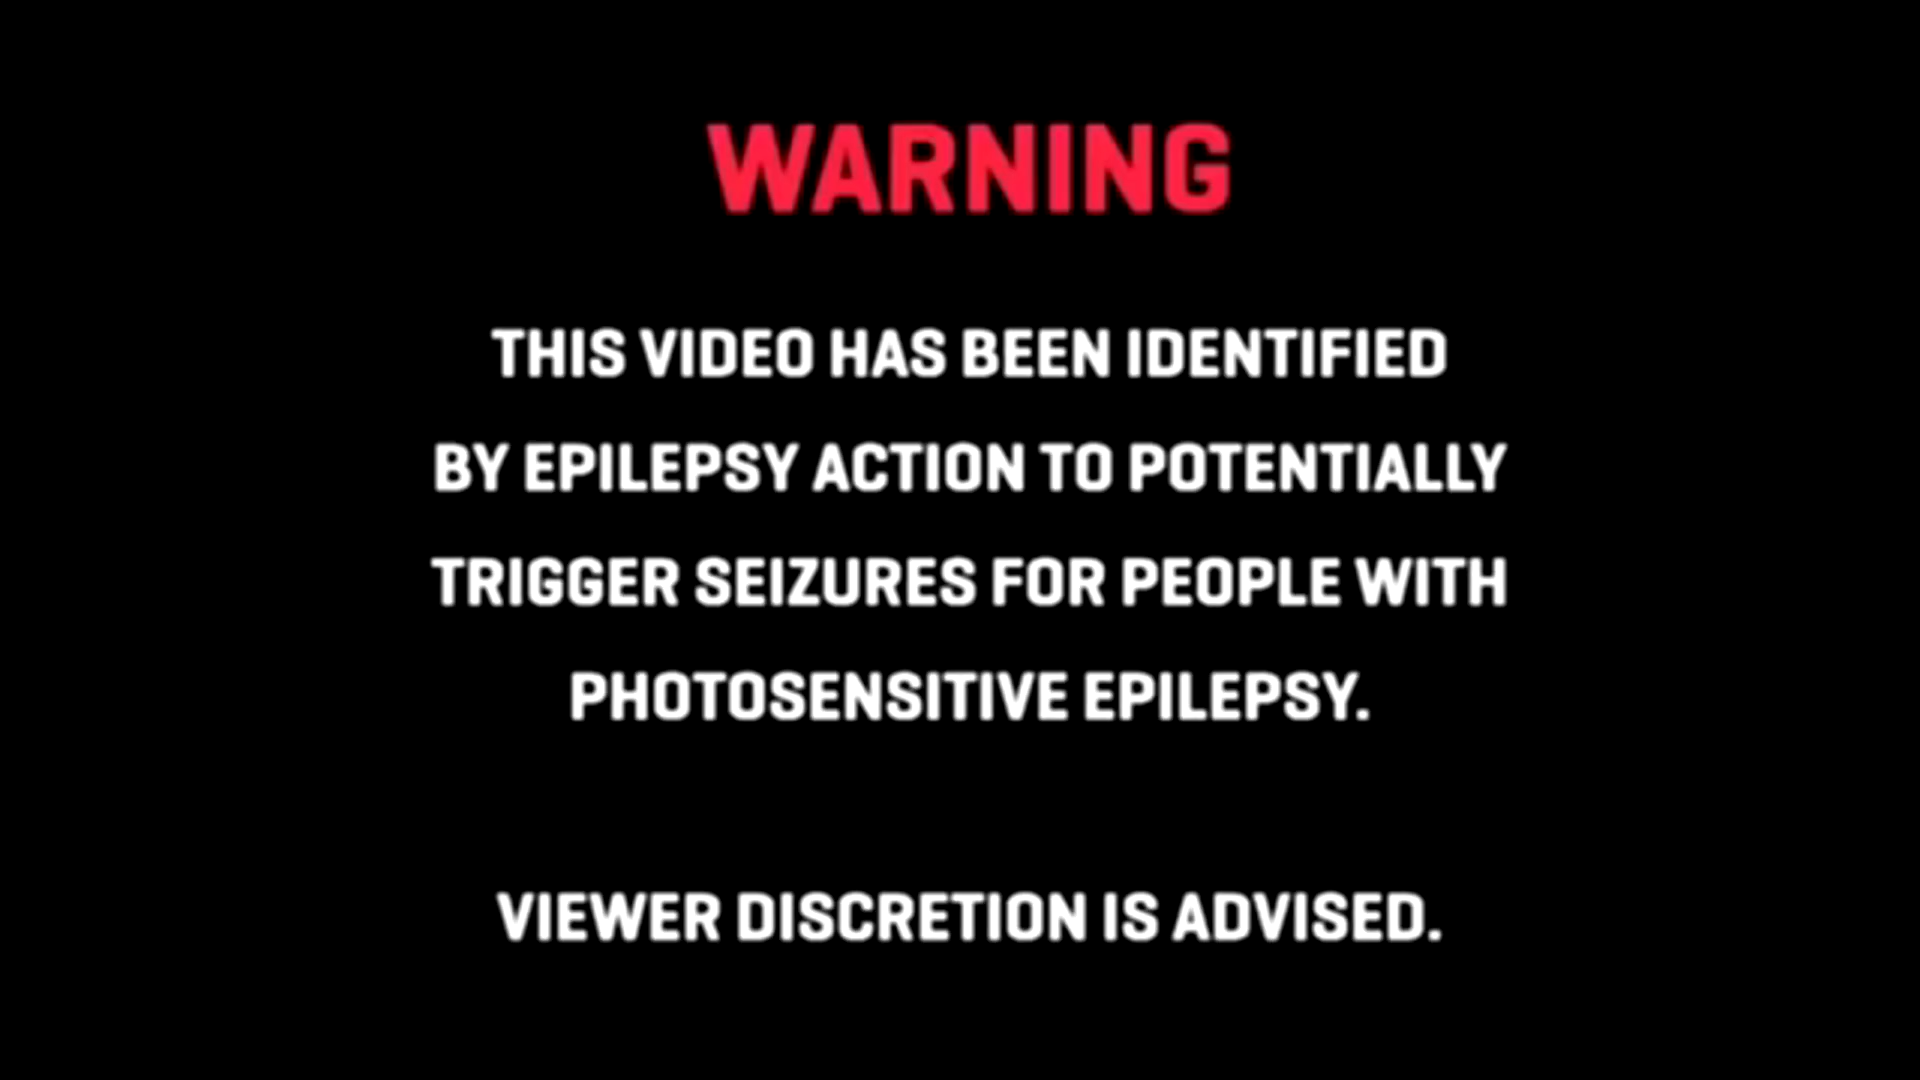 WARNING
THIS VIDEO HAS BEEN IDENTIFIED
BY EPILEPSY ACTION TO POTENTIALLY
TRIGGER SEIZURES FOR PEOPLE WITH
PHOTOSENSITIVE EPILEPSY.
VIEWER DISCRETION IS ADVISED.